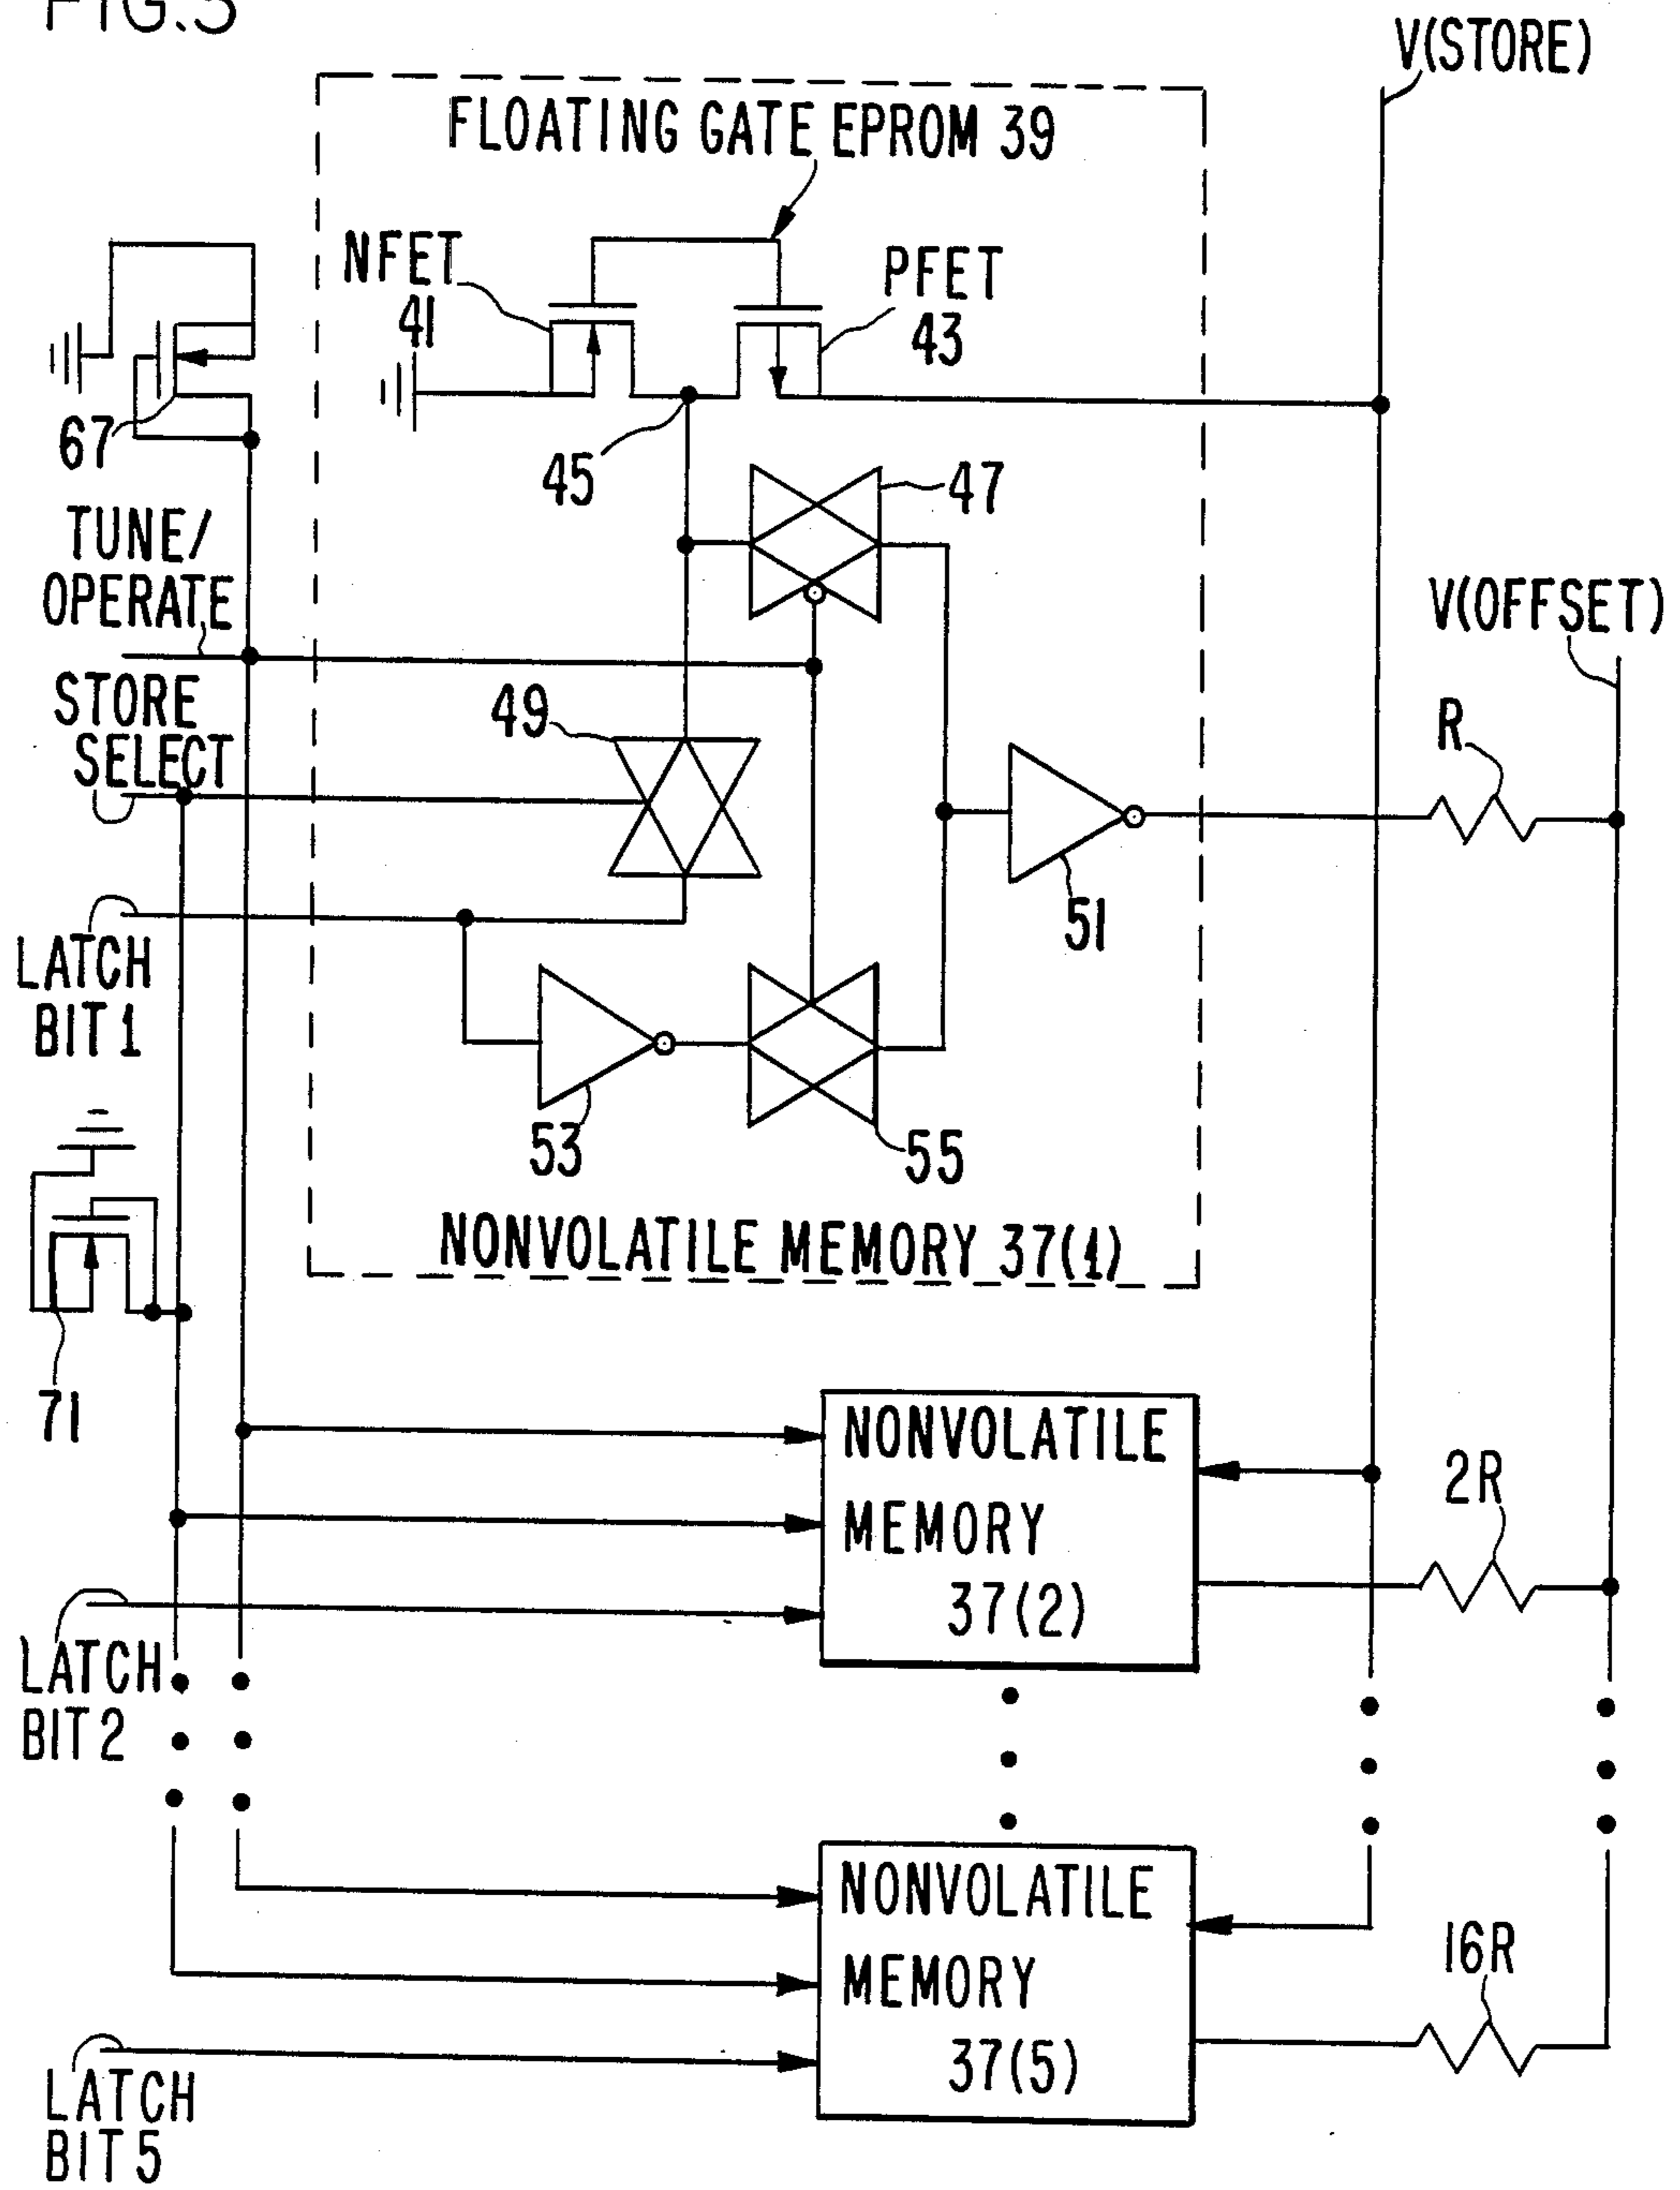 V(STORE)
FLOATING GATE EPROM 39
NFET
41
PFET
43
67
45
47
TUNE/
OPERATE
V(OFFSET)
STORE
SELECT
49
R
51
LATCH
BIT 1
53
55
NONVOLATILE MEMORY 37(1)
71
NONVOLATILE
MEMORY
37(2)
2R
LATCH
BIT 2
NONVOLATILE
MEMORY
37(5)
16R
LATCH
BIT 5